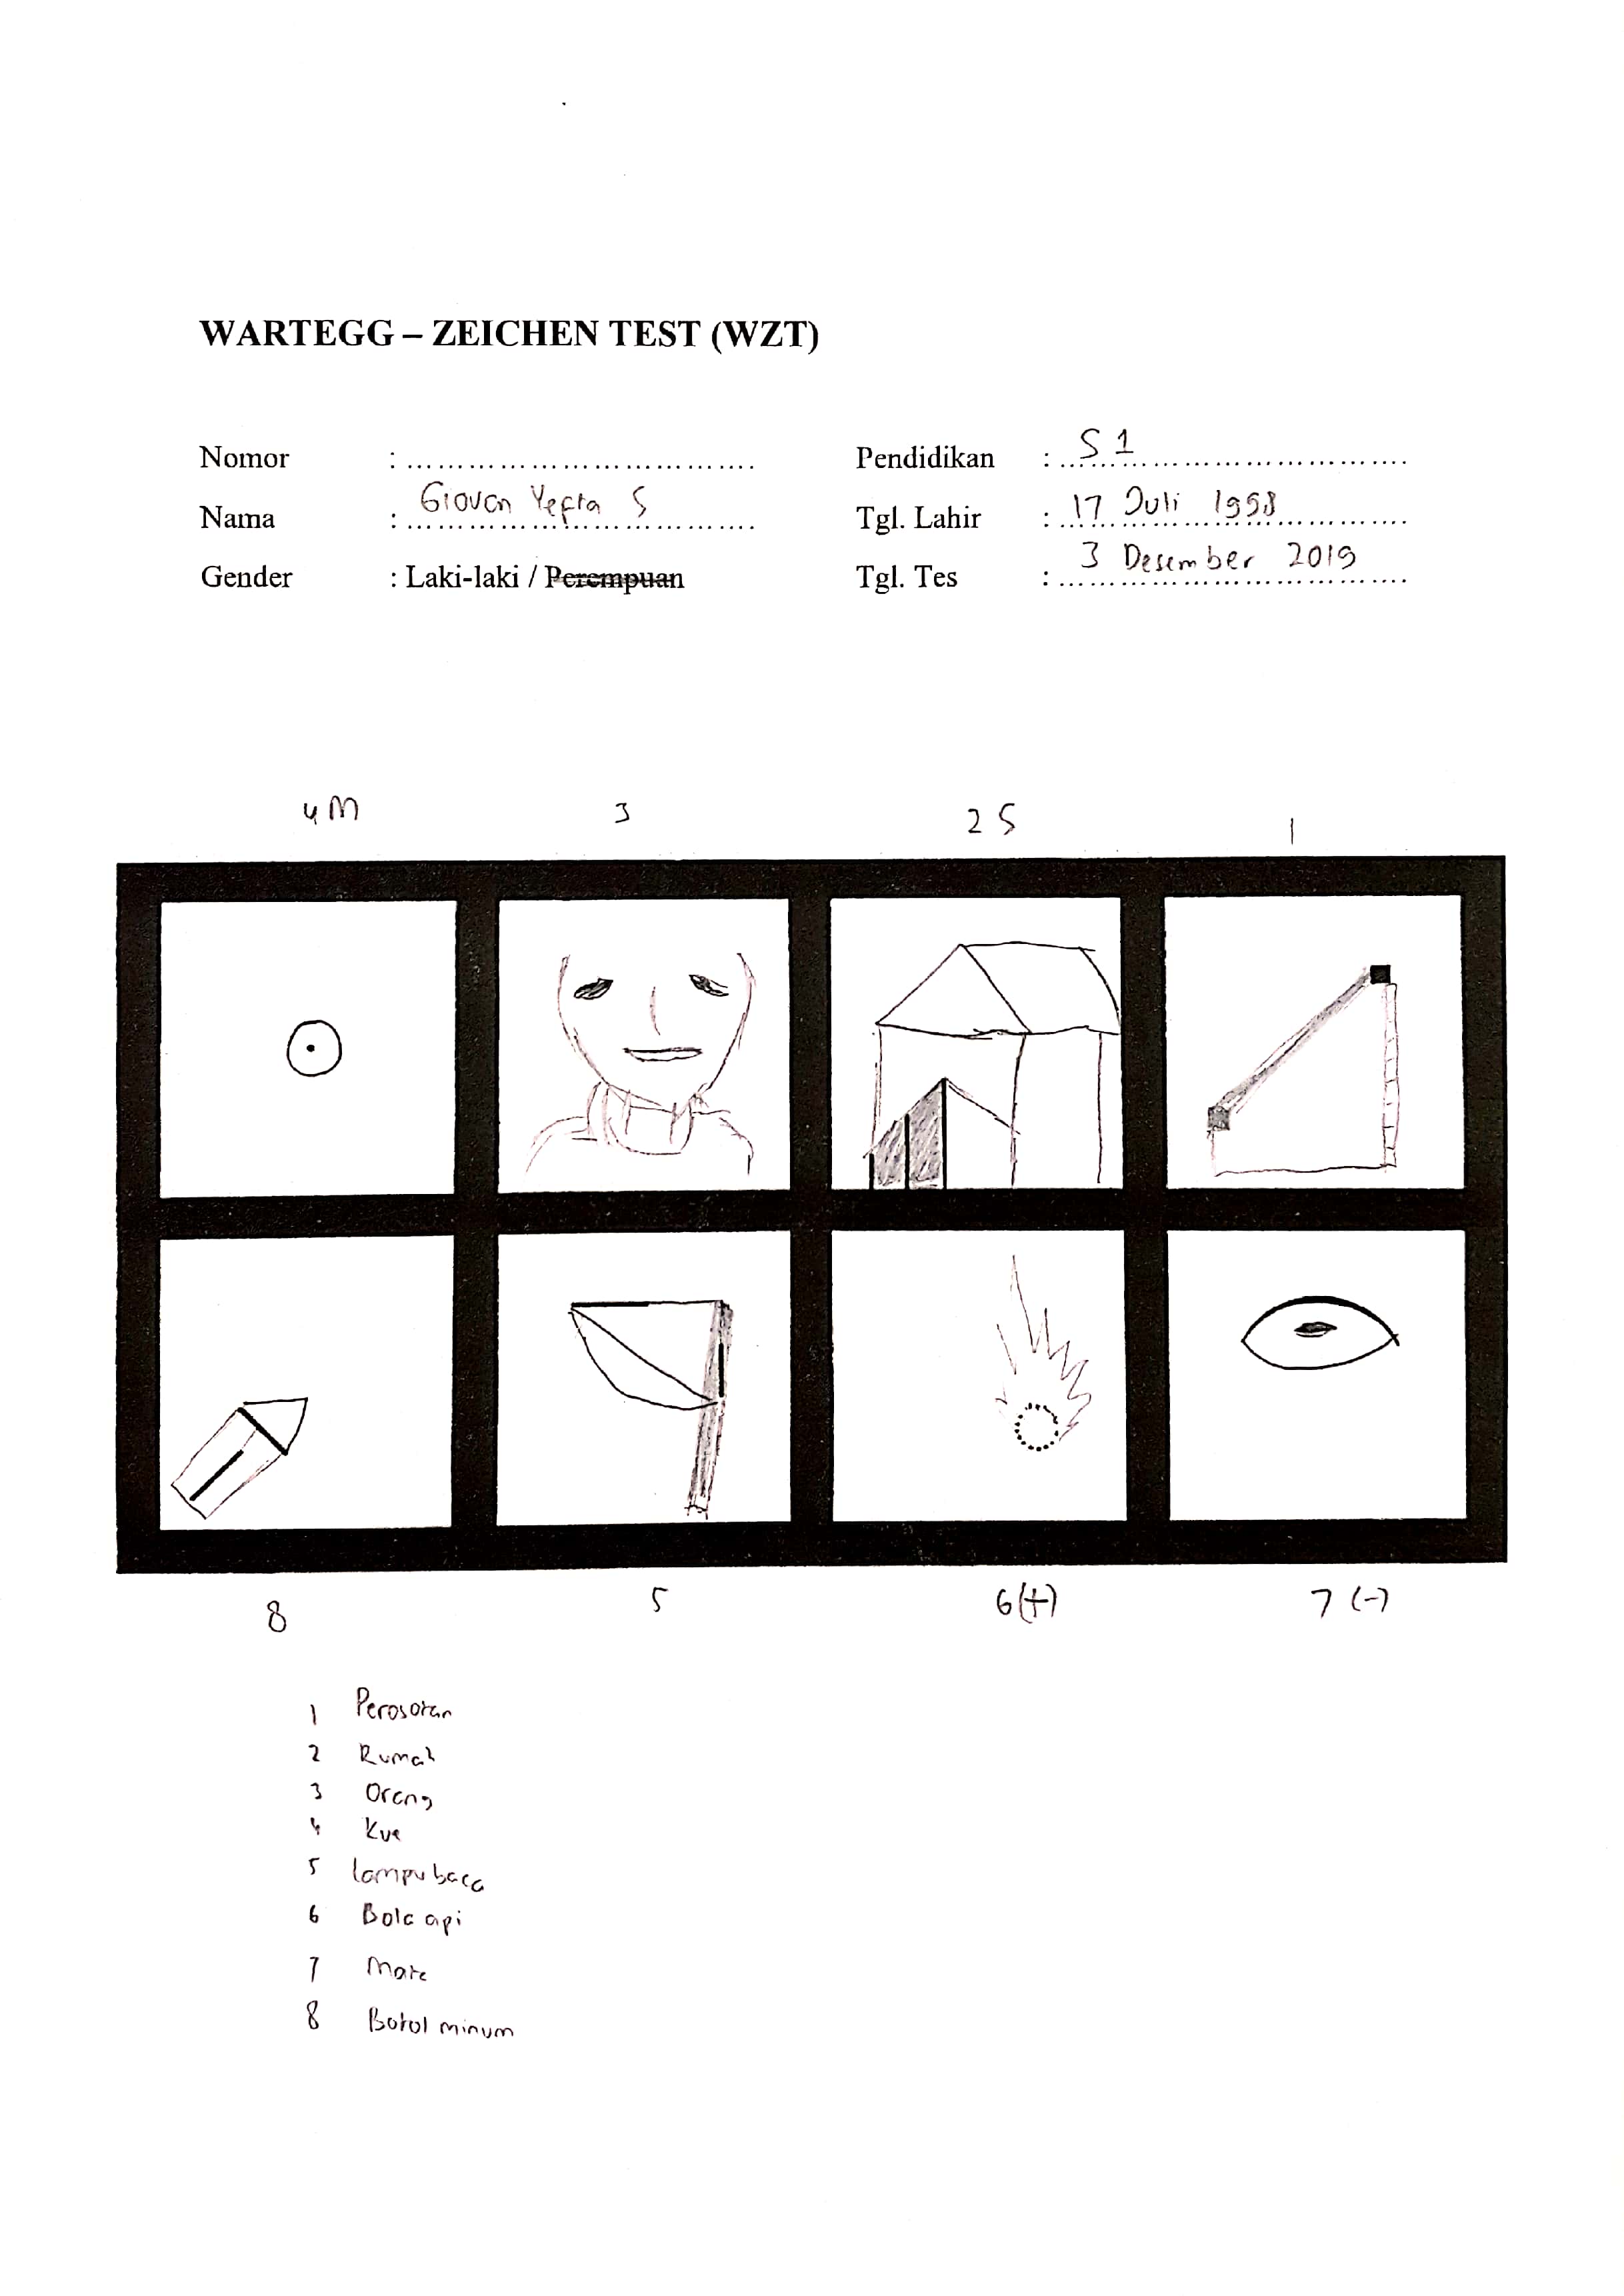 WARTEGG – ZEICHEN TEST (WZT)
Nomor : ....................................
Pendidikan : S1
Nama : Giovan Yefta S
Tgl. Lahir : 17 Juli 1998
Gender : Laki-laki / Perempuan
Tgl. Tes : 3 Desember 2019
4M 3 2S 1
8 5 6(+) 7(-)
1 Perosotan
2 Rumah
3 Orang
4 Kue
5 lampu baca
6 Bola api
7 Mata
8 Botol minum